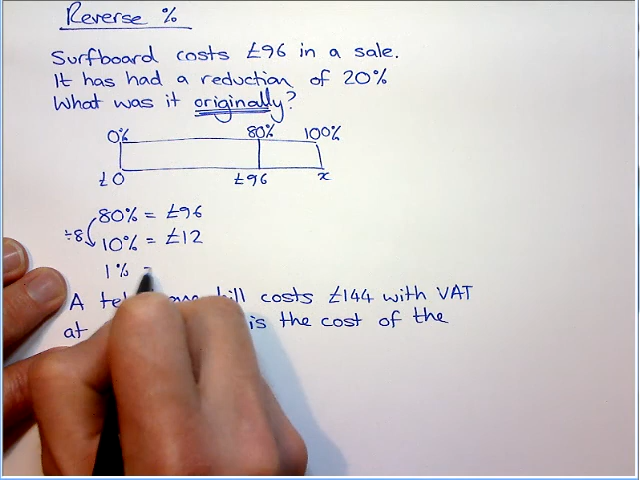 Reverse %
Surfboard costs £96 in a sale.
It has had a reduction of 20%
What was it originally?
0% 80% 100%
£0 £96 x
80% = £96
÷8 10% = £12
1% =
A bill costs £144 with VAT
at is the cost of the